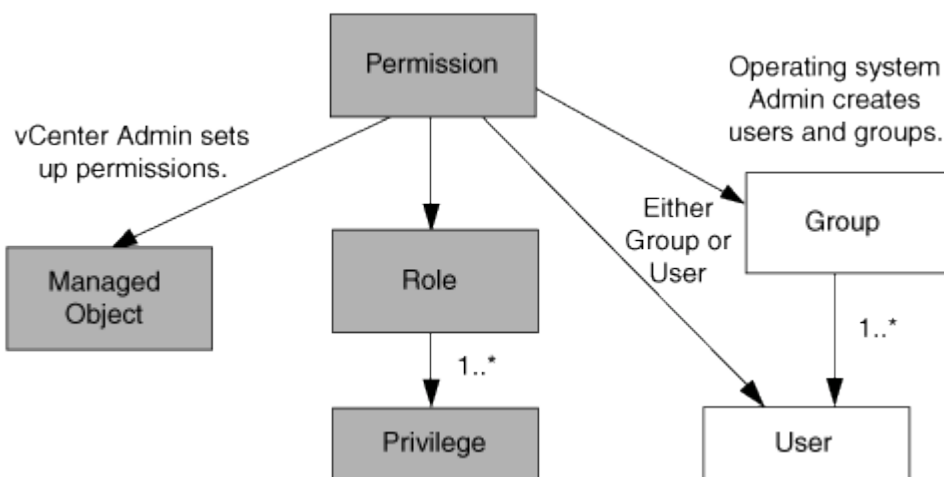 Permission
Operating system
Admin creates
users and groups.
vCenter Admin sets
up permissions.
Either
Group or
User
Group
Managed
Object
Role
1..*
1..*
Privilege
User